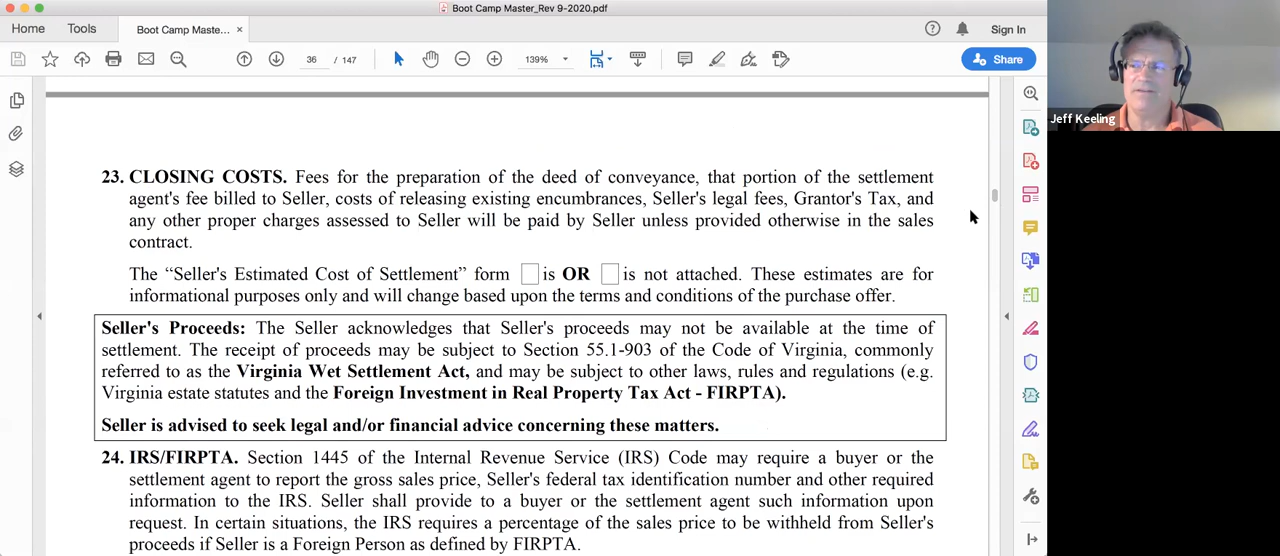 Boot Camp Master_Rev 9-2020.pdf
Home Tools Boot Camp Maste... × Sign In
36 / 147 139% Share
Jeff Keeling
23. CLOSING COSTS. Fees for the preparation of the deed of conveyance, that portion of the settlement
agent's fee billed to Seller, costs of releasing existing encumbrances, Seller's legal fees, Grantor's Tax, and
any other proper charges assessed to Seller will be paid by Seller unless provided otherwise in the sales
contract.
The “Seller's Estimated Cost of Settlement” form is OR is not attached. These estimates are for
informational purposes only and will change based upon the terms and conditions of the purchase offer.
Seller's Proceeds: The Seller acknowledges that Seller's proceeds may not be available at the time of
settlement. The receipt of proceeds may be subject to Section 55.1-903 of the Code of Virginia, commonly
referred to as the Virginia Wet Settlement Act, and may be subject to other laws, rules and regulations (e.g.
Virginia estate statutes and the Foreign Investment in Real Property Tax Act - FIRPTA).
Seller is advised to seek legal and/or financial advice concerning these matters.
24. IRS/FIRPTA. Section 1445 of the Internal Revenue Service (IRS) Code may require a buyer or the
settlement agent to report the gross sales price, Seller's federal tax identification number and other required
information to the IRS. Seller shall provide to a buyer or the settlement agent such information upon
request. In certain situations, the IRS requires a percentage of the sales price to be withheld from Seller's
proceeds if Seller is a Foreign Person as defined by FIRPTA.